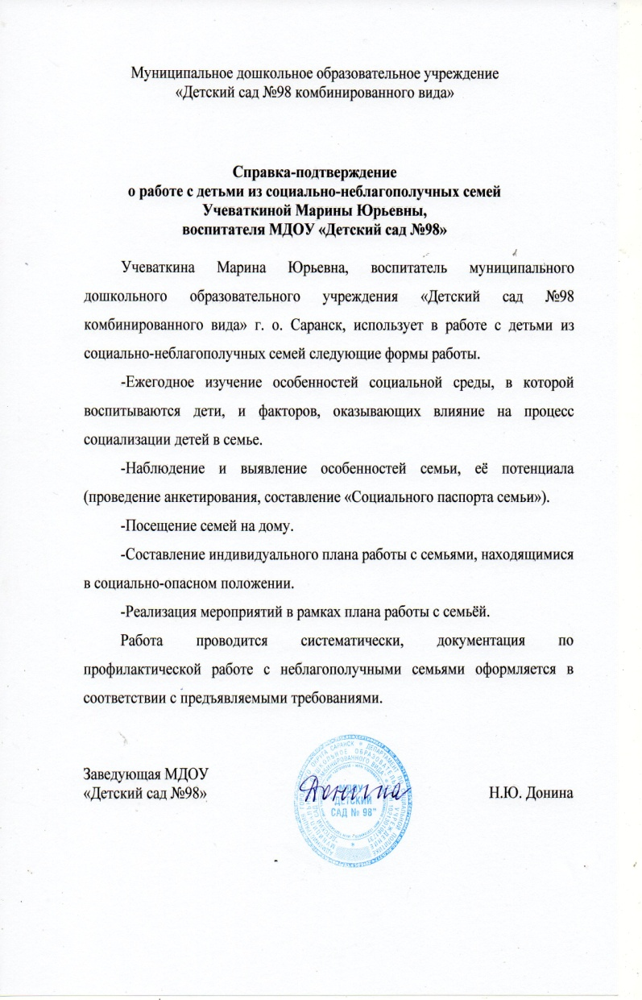 Муниципальное дошкольное образовательное учреждение
«Детский сад №98 комбинированного вида»
Справка-подтверждение
о работе с детьми из социально-неблагополучных семей
Учеваткиной Марины Юрьевны,
воспитателя МДОУ «Детский сад №98»
Учеваткина Марина Юрьевна, воспитатель муниципального
дошкольного образовательного учреждения «Детский сад №98
комбинированного вида» г. о. Саранск, использует в работе с детьми из
социально-неблагополучных семей следующие формы работы.
-Ежегодное изучение особенностей социальной среды, в которой
воспитываются дети, и факторов, оказывающих влияние на процесс
социализации детей в семье.
-Наблюдение и выявление особенностей семьи, её потенциала
(проведение анкетирования, составление «Социального паспорта семьи»).
-Посещение семей на дому.
-Составление индивидуального плана работы с семьями, находящимися
в социально-опасном положении.
-Реализация мероприятий в рамках плана работы с семьёй.
Работа проводится систематически, документация по
профилактической работе с неблагополучными семьями оформляется в
соответствии с предъявляемыми требованиями.
Заведующая МДОУ
«Детский сад №98» Н.Ю. Донина
МДОУ
"ДЕТСКИЙ
САД № 98"